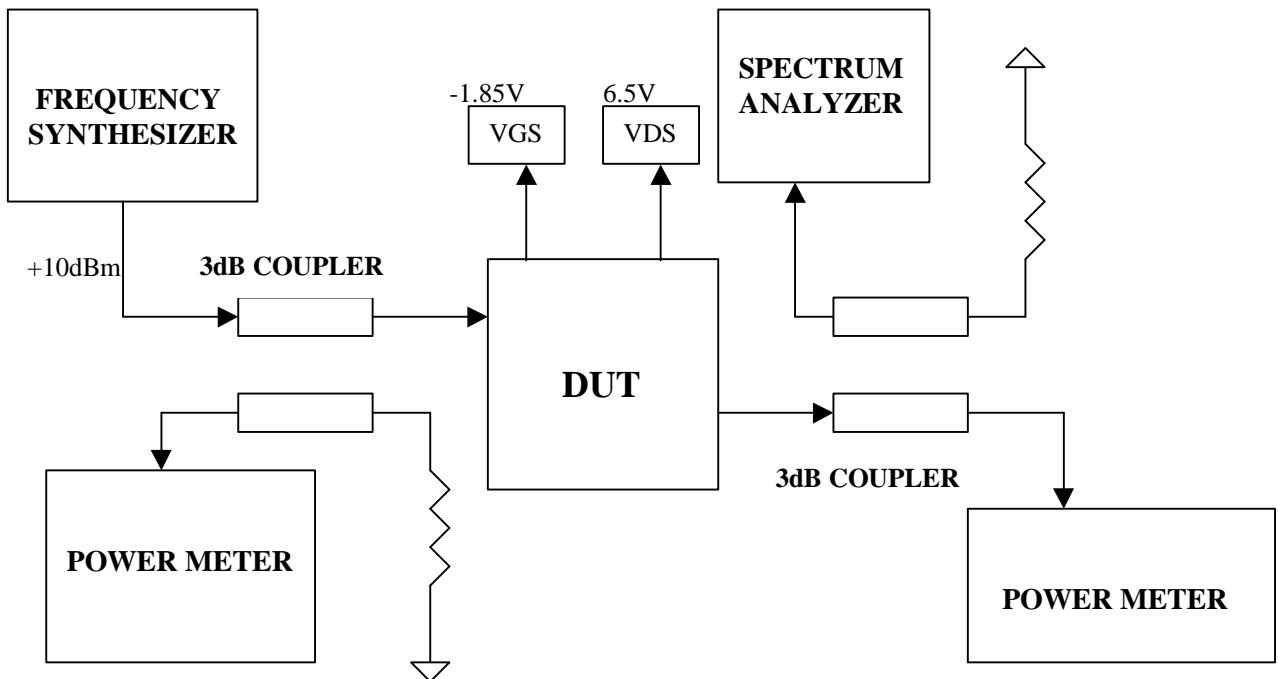 FREQUENCY
SYNTHESIZER
-1.85V
VGS
6.5V
VDS
SPECTRUM
ANALYZER
+10dBm
3dB COUPLER
DUT
3dB COUPLER
POWER METER
POWER METER